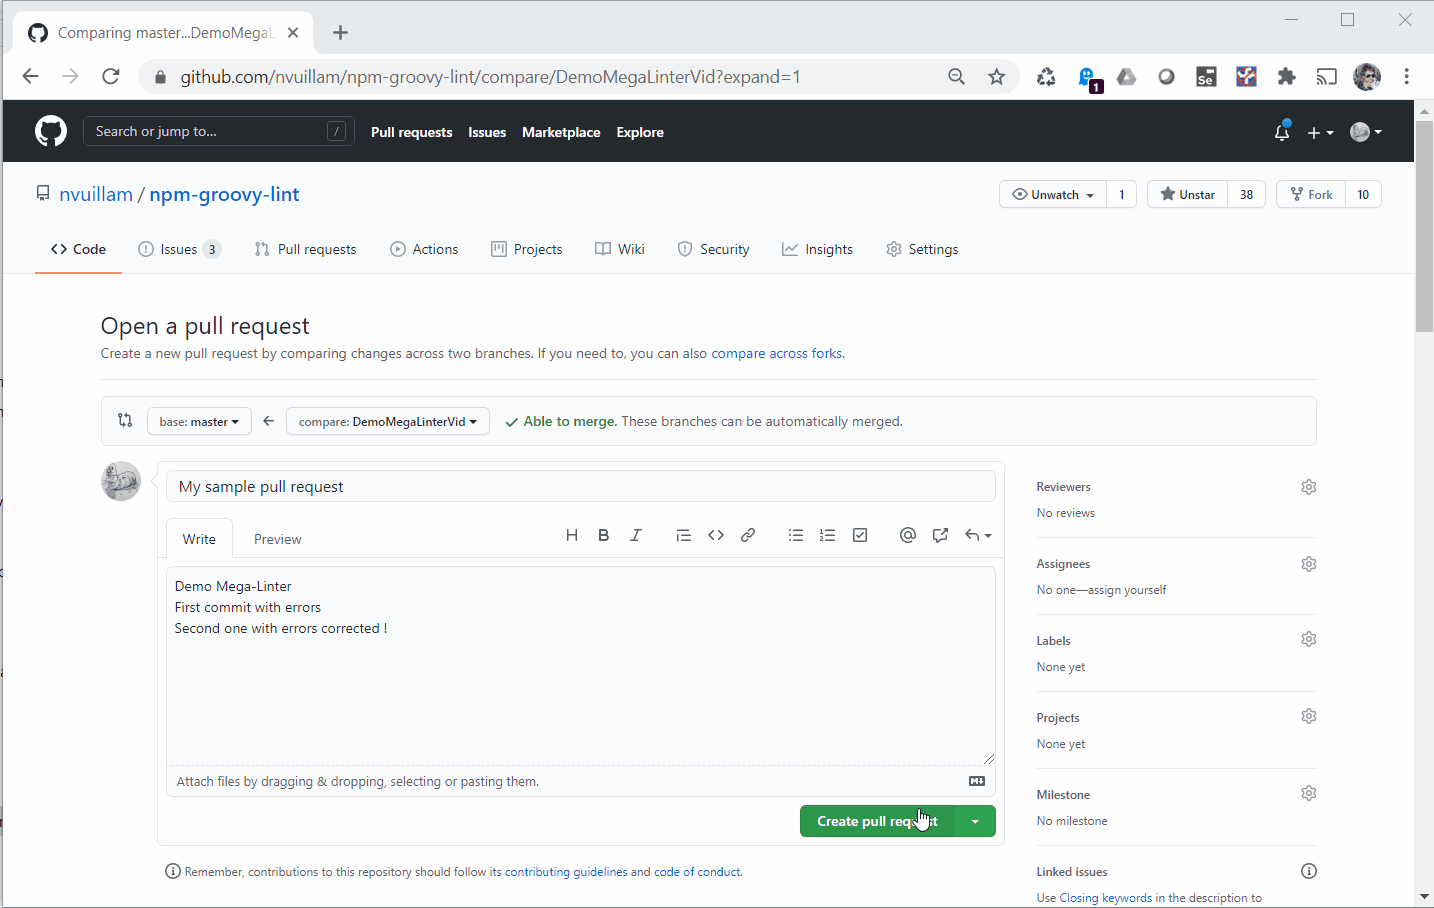 Comparing master...DemoMegaL
github.com/nvuillam/npm-groovy-lint/compare/DemoMegaLinterVid?expand=1
1
Se
Search or jump to...
/
Pull requests Issues Marketplace Explore
nvuillam / npm-groovy-lint
Unwatch 1 Unstar 38 Fork 10
Code Issues 3 Pull requests Actions Projects Wiki Security Insights Settings
Open a pull request
Create a new pull request by comparing changes across two branches. If you need to, you can also compare across forks.
base: master compare: DemoMegaLinterVid Able to merge. These branches can be automatically merged.
My sample pull request
Write Preview
Demo Mega-Linter
First commit with errors
Second one with errors corrected !
Attach files by dragging & dropping, selecting or pasting them.
Create pull request
Remember, contributions to this repository should follow its contributing guidelines and code of conduct.
Reviewers
No reviews
Assignees
No one—assign yourself
Labels
None yet
Projects
None yet
Milestone
No milestone
Linked issues
Use Closing keywords in the description to